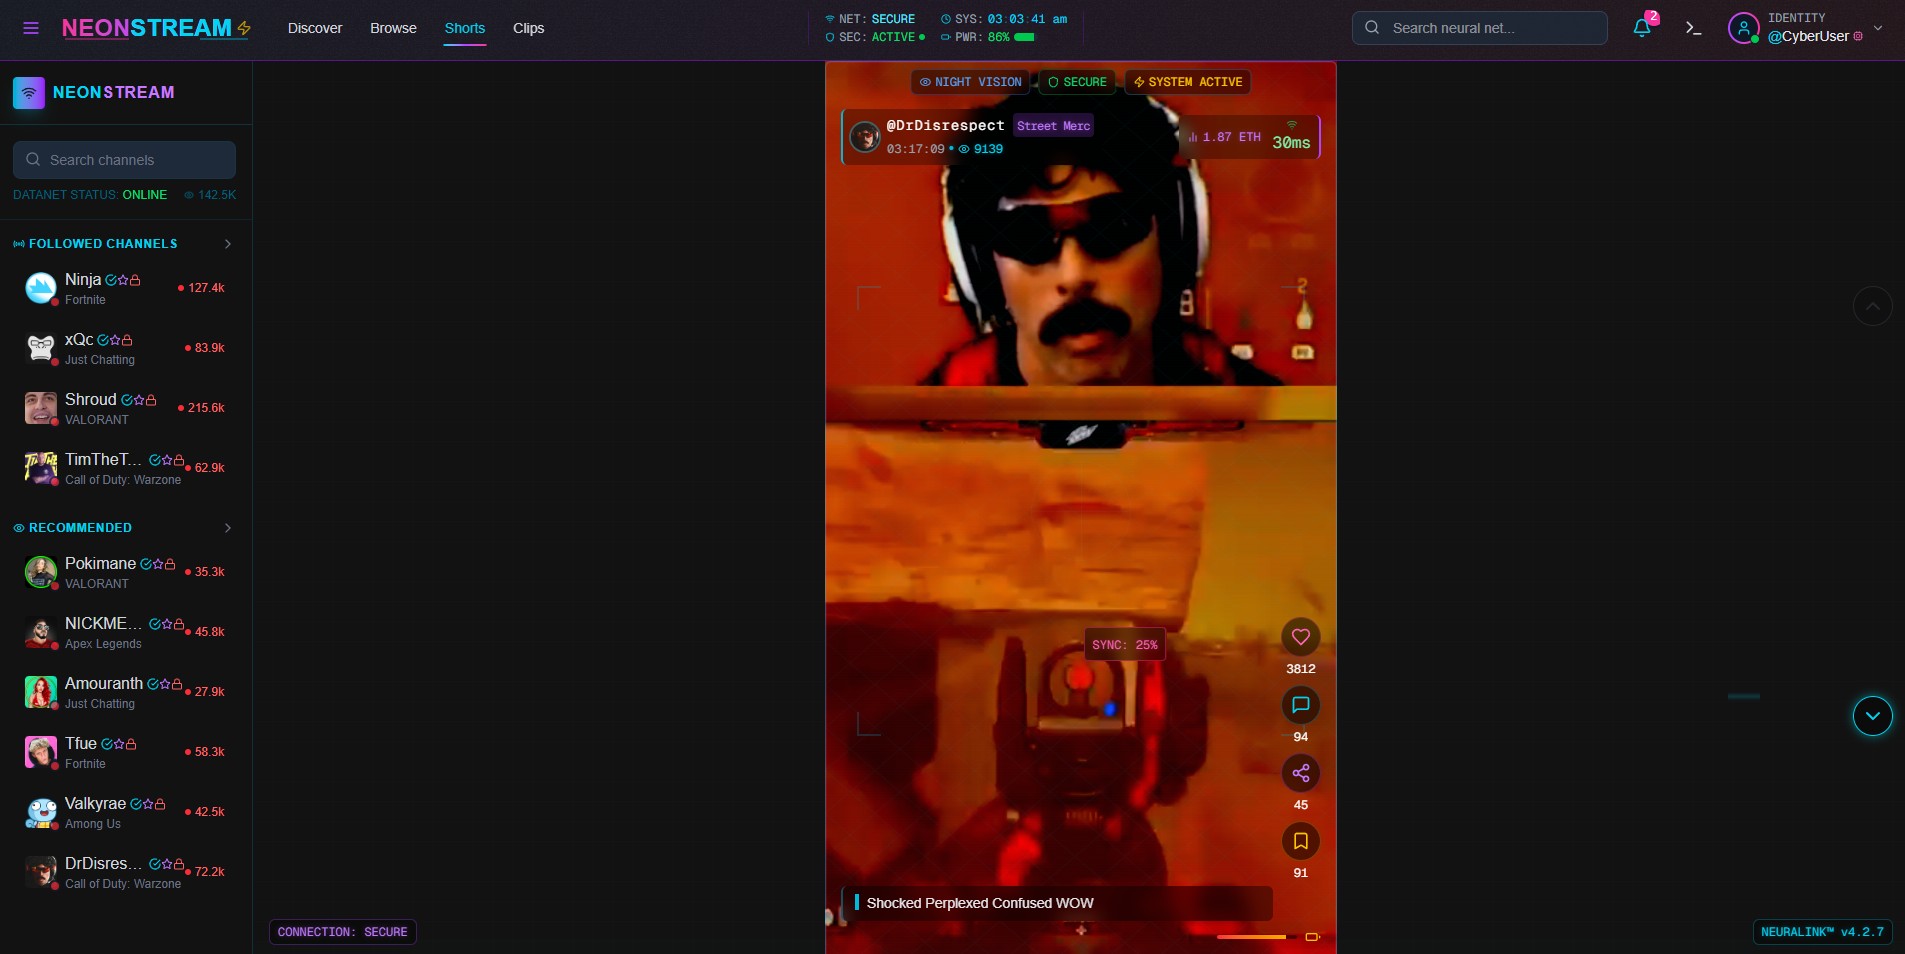 NEONSTREAM
Discover
Browse
Shorts
Clips
NET: SECURE
SYS: 03:03:41 am
SEC: ACTIVE
PWR: 86%
Search neural net...
2
IDENTITY
@CyberUser
NEONSTREAM
Search channels
DATANET STATUS: ONLINE
142.5K
FOLLOWED CHANNELS
Ninja
Fortnite
127.4k
xQc
Just Chatting
83.9k
Shroud
VALORANT
215.6k
TimTheT...
Call of Duty: Warzone
62.9k
RECOMMENDED
Pokimane
VALORANT
35.3k
NICKME...
Apex Legends
45.8k
Amouranth
Just Chatting
27.9k
Tfue
Fortnite
58.3k
Valkyrae
Among Us
42.5k
DrDisres...
Call of Duty: Warzone
72.2k
NIGHT VISION
SECURE
SYSTEM ACTIVE
@DrDisrespect
Street Merc
03:17:09 • 9139
1.87 ETH
30ms
2
SYNC: 25%
3812
94
45
91
Shocked Perplexed Confused WOW
CONNECTION: SECURE
NEURALINK™ v4.2.7